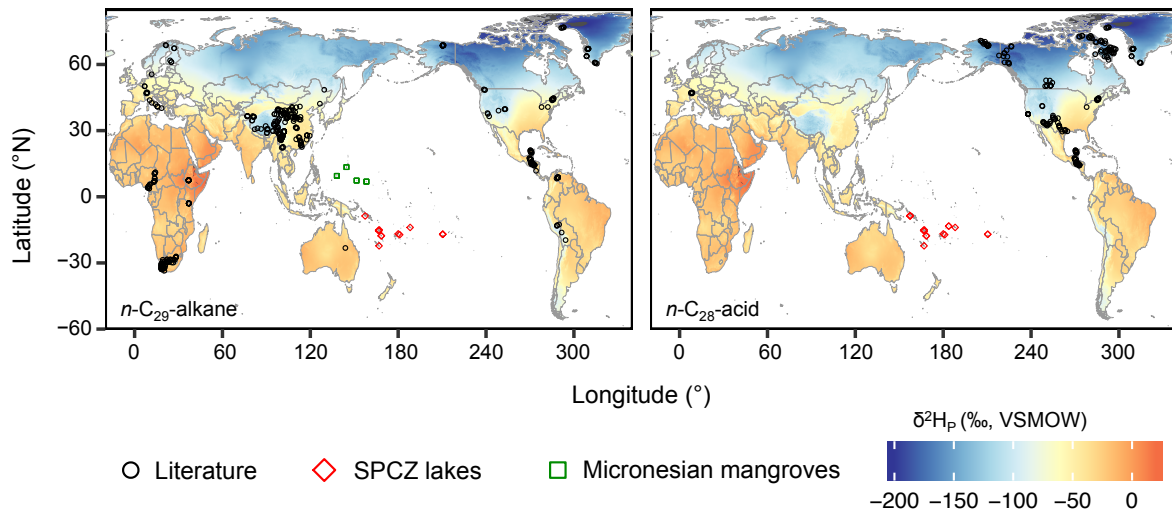 Latitude (°N)
60
30
0
−30
−60
n-C₂₉-alkane
n-C₂₈-acid
0 60 120 180 240 300
0 60 120 180 240 300
Longitude (°)
Literature
SPCZ lakes
Micronesian mangroves
δ²H_P (‰, VSMOW)
−200 −150 −100 −50 0